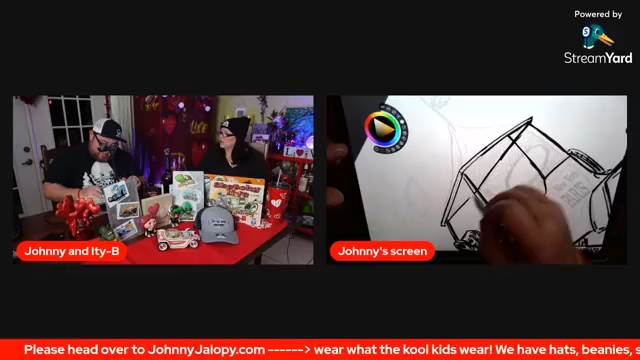 Powered by
StreamYard
LIFE
Johnny and Ity-B
Johnny's screen
Please head over to JohnnyJalopy.com ------> wear what the kool kids wear! We have hats, beanies, s